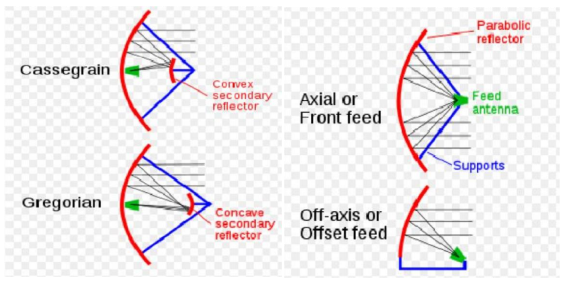 Cassegrain
Convex
secondary
reflector
Gregorian
Concave
secondary
reflector
Parabolic
reflector
Axial or
Front feed
Feed
antenna
Supports
Off-axis or
Offset feed